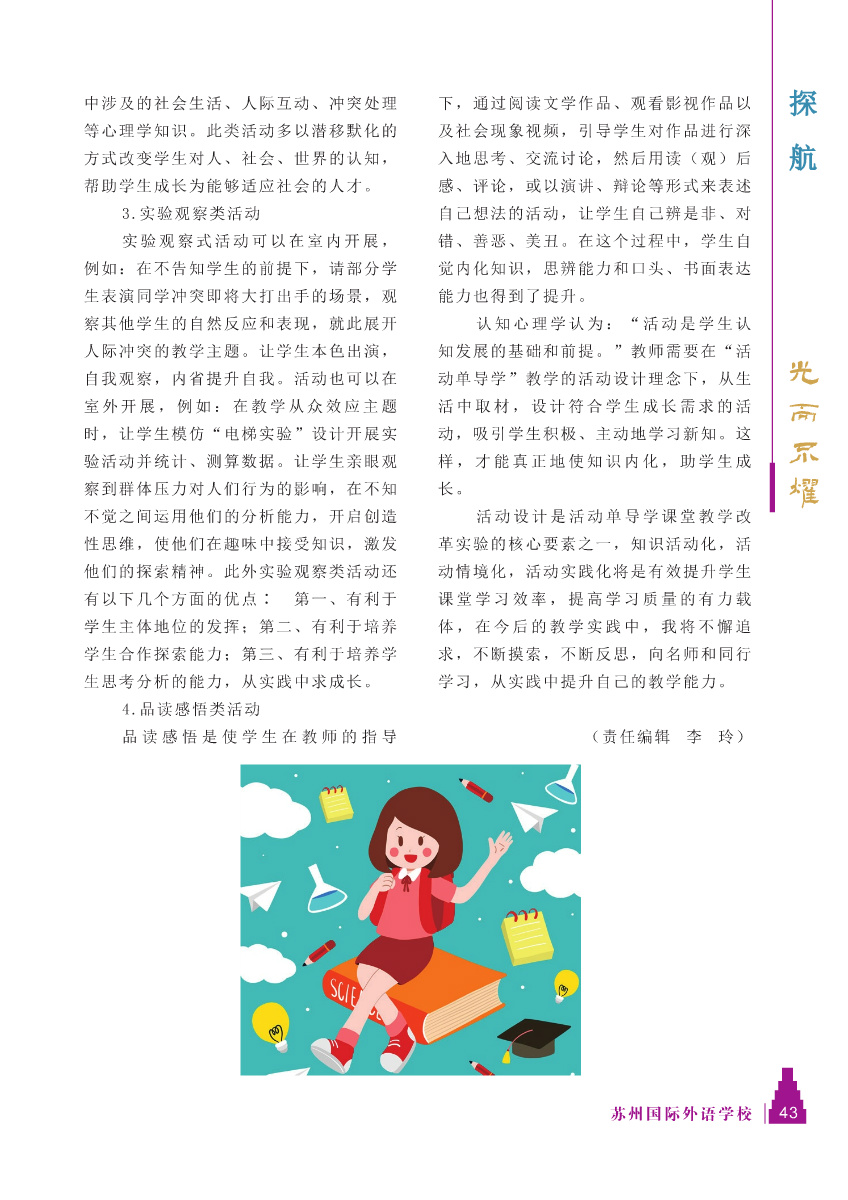 中涉及的社会生活、人际互动、冲突处理
等心理学知识。此类活动多以潜移默化的
方式改变学生对人、社会、世界的认知，
帮助学生成长为能够适应社会的人才。
3.实验观察类活动
实验观察式活动可以在室内开展，
例如：在不告知学生的前提下，请部分学
生表演同学冲突即将大打出手的场景，观
察其他学生的自然反应和表现，就此展开
人际冲突的教学主题。让学生本色出演，
自我观察，内省提升自我。活动也可以在
室外开展，例如：在教学从众效应主题
时，让学生模仿“电梯实验”设计开展实
验活动并统计、测算数据。让学生亲眼观
察到群体压力对人们行为的影响，在不知
不觉之间运用他们的分析能力，开启创造
性思维，使他们在趣味中接受知识，激发
他们的探索精神。此外实验观察类活动还
有以下几个方面的优点： 第一、有利于
学生主体地位的发挥；第二、有利于培养
学生合作探索能力；第三、有利于培养学
生思考分析的能力，从实践中求成长。
4.品读感悟类活动
品读感悟是使学生在教师的指导
下，通过阅读文学作品、观看影视作品以
及社会现象视频，引导学生对作品进行深
入地思考、交流讨论，然后用读（观）后
感、评论，或以演讲、辩论等形式来表述
自己想法的活动，让学生自己辨是非、对
错、善恶、美丑。在这个过程中，学生自
觉内化知识，思辨能力和口头、书面表达
能力也得到了提升。
认知心理学认为：“活动是学生认
知发展的基础和前提。”教师需要在“活
动单导学”教学的活动设计理念下，从生
活中取材，设计符合学生成长需求的活
动，吸引学生积极、主动地学习新知。这
样，才能真正地使知识内化，助学生成
长。
活动设计是活动单导学课堂教学改
革实验的核心要素之一，知识活动化，活
动情境化，活动实践化将是有效提升学生
课堂学习效率，提高学习质量的有力载
体，在今后的教学实践中，我将不懈追
求，不断摸索，不断反思，向名师和同行
学习，从实践中提升自己的教学能力。
（责任编辑 李 玲）
探
航
光
而
不
耀
SCIENCE
苏州国际外语学校
43